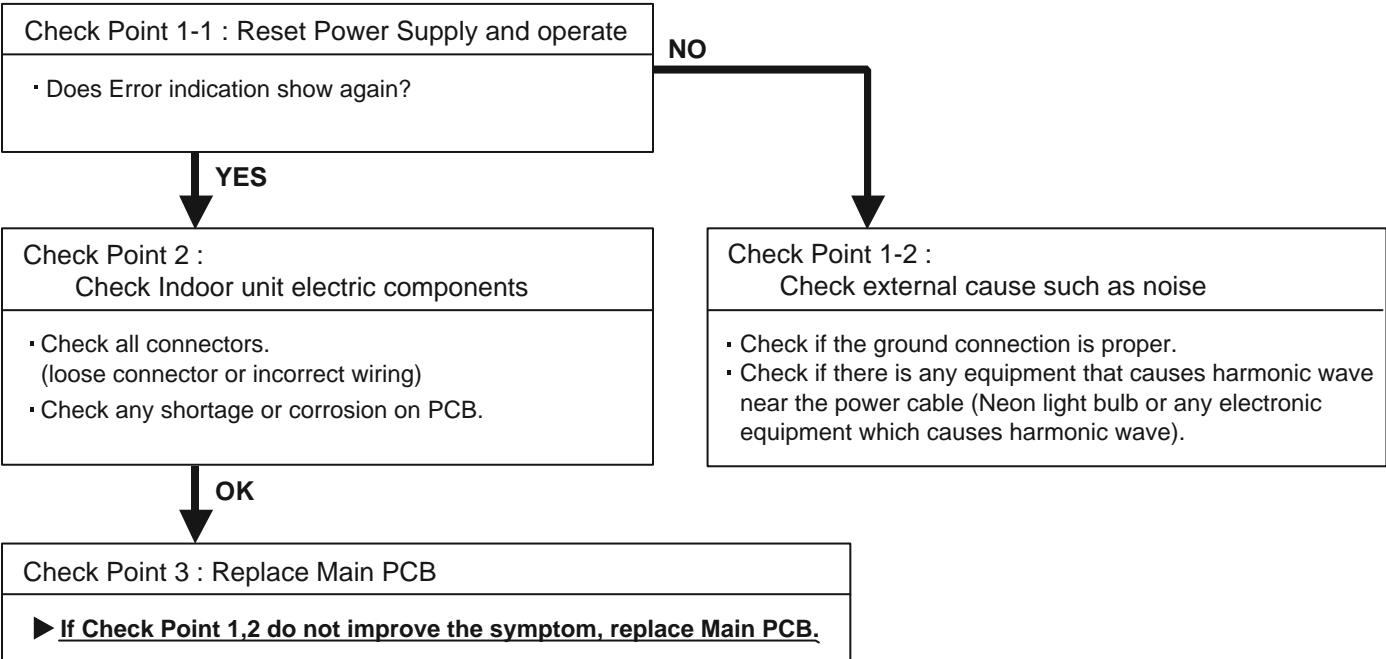 Check Point 1-1 : Reset Power Supply and operate
· Does Error indication show again?
NO
YES
Check Point 2 :
Check Indoor unit electric components
· Check all connectors.
(loose connector or incorrect wiring)
· Check any shortage or corrosion on PCB.
Check Point 1-2 :
Check external cause such as noise
· Check if the ground connection is proper.
· Check if there is any equipment that causes harmonic wave
near the power cable (Neon light bulb or any electronic
equipment which causes harmonic wave).
OK
Check Point 3 : Replace Main PCB
▶ If Check Point 1,2 do not improve the symptom, replace Main PCB.